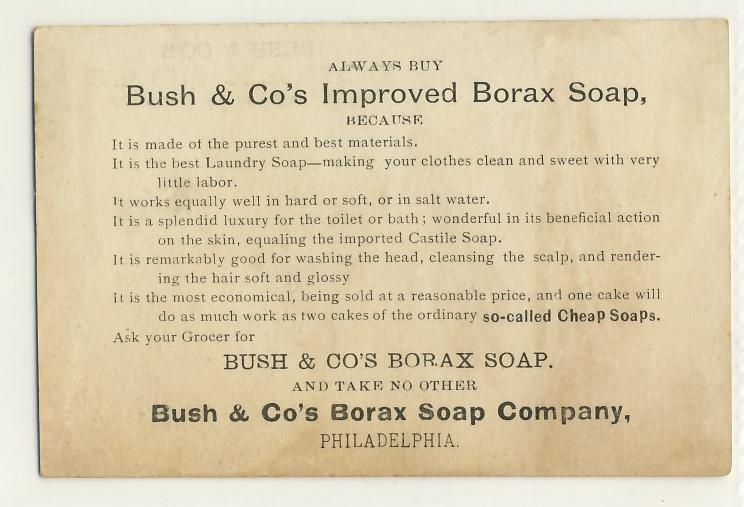 ALWAYS BUY
Bush & Co's Improved Borax Soap,
BECAUSE
It is made of the purest and best materials.
It is the best Laundry Soap—making your clothes clean and sweet with very
little labor.
It works equally well in hard or soft, or in salt water.
It is a splendid luxury for the toilet or bath; wonderful in its beneficial action
on the skin, equaling the imported Castile Soap.
It is remarkably good for washing the head, cleansing the scalp, and render-
ing the hair soft and glossy
It is the most economical, being sold at a reasonable price, and one cake will
do as much work as two cakes of the ordinary so-called Cheap Soaps.
Ask your Grocer for
BUSH & CO'S BORAX SOAP.
AND TAKE NO OTHER
Bush & Co's Borax Soap Company,
PHILADELPHIA.